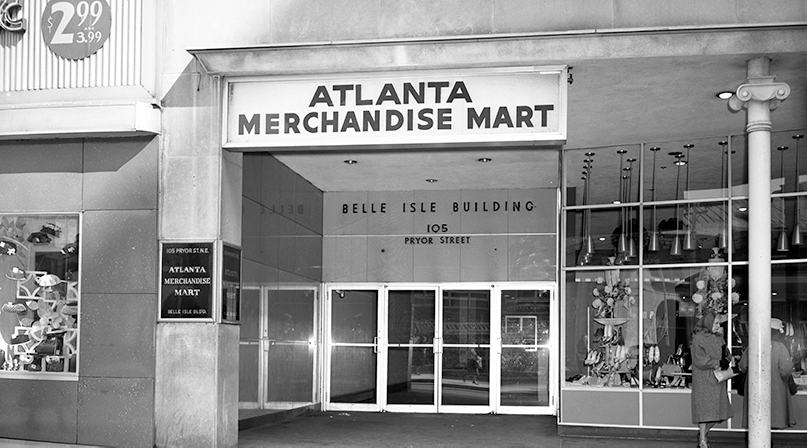 $2.99
$3.99
ATLANTA
MERCHANDISE MART
BELLE ISLE BUILDING
105
PRYOR STREET
105 PRYOR ST. N.E.
ATLANTA
MERCHANDISE
MART
BELLE ISLE BLDG.